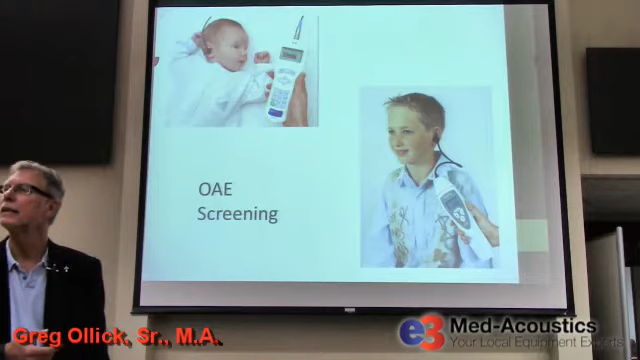 OAE
Screening
Greg Ollick, Sr., M.A.
e3 Med-Acoustics
Your Local Equipment Experts